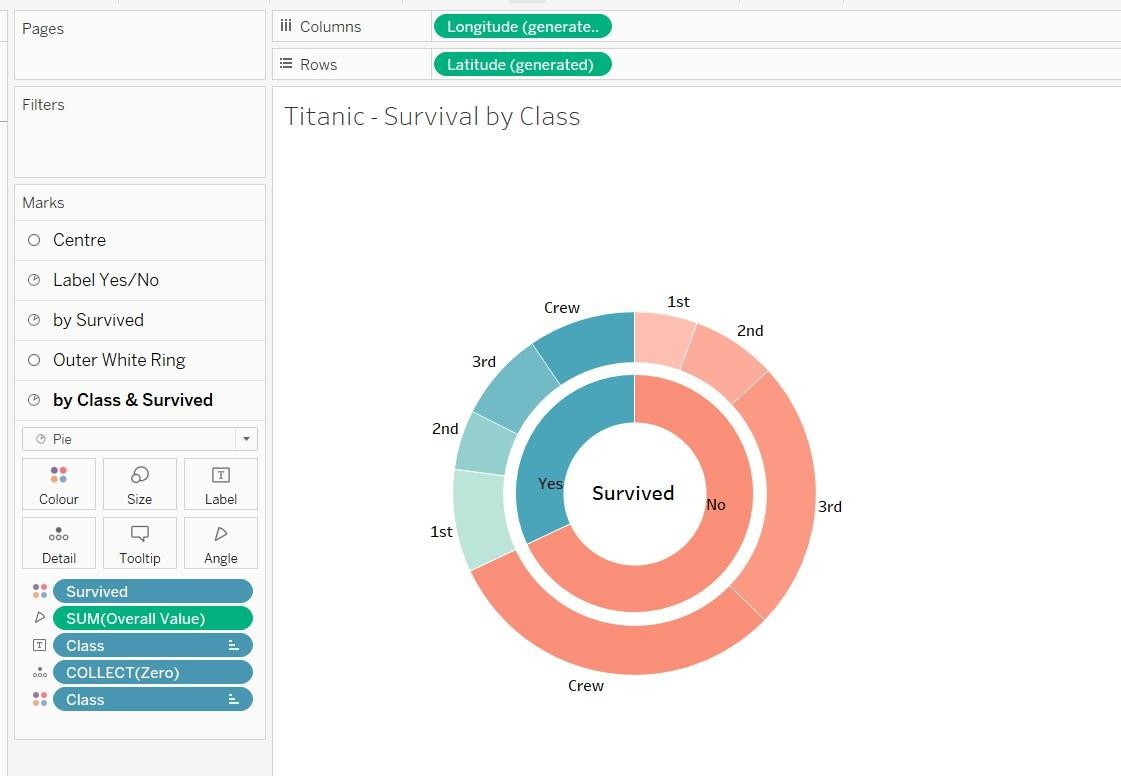 Pages
Columns
Longitude (generate..
Rows
Latitude (generated)
Filters
Titanic - Survival by Class
Marks
Centre
Label Yes/No
by Survived
Outer White Ring
by Class & Survived
Pie
Colour
Size
T
Label
Detail
Tooltip
Angle
Survived
SUM(Overall Value)
T
Class
COLLECT(Zero)
Class
Crew
1st
2nd
3rd
2nd
Yes
Survived
No
3rd
1st
Crew